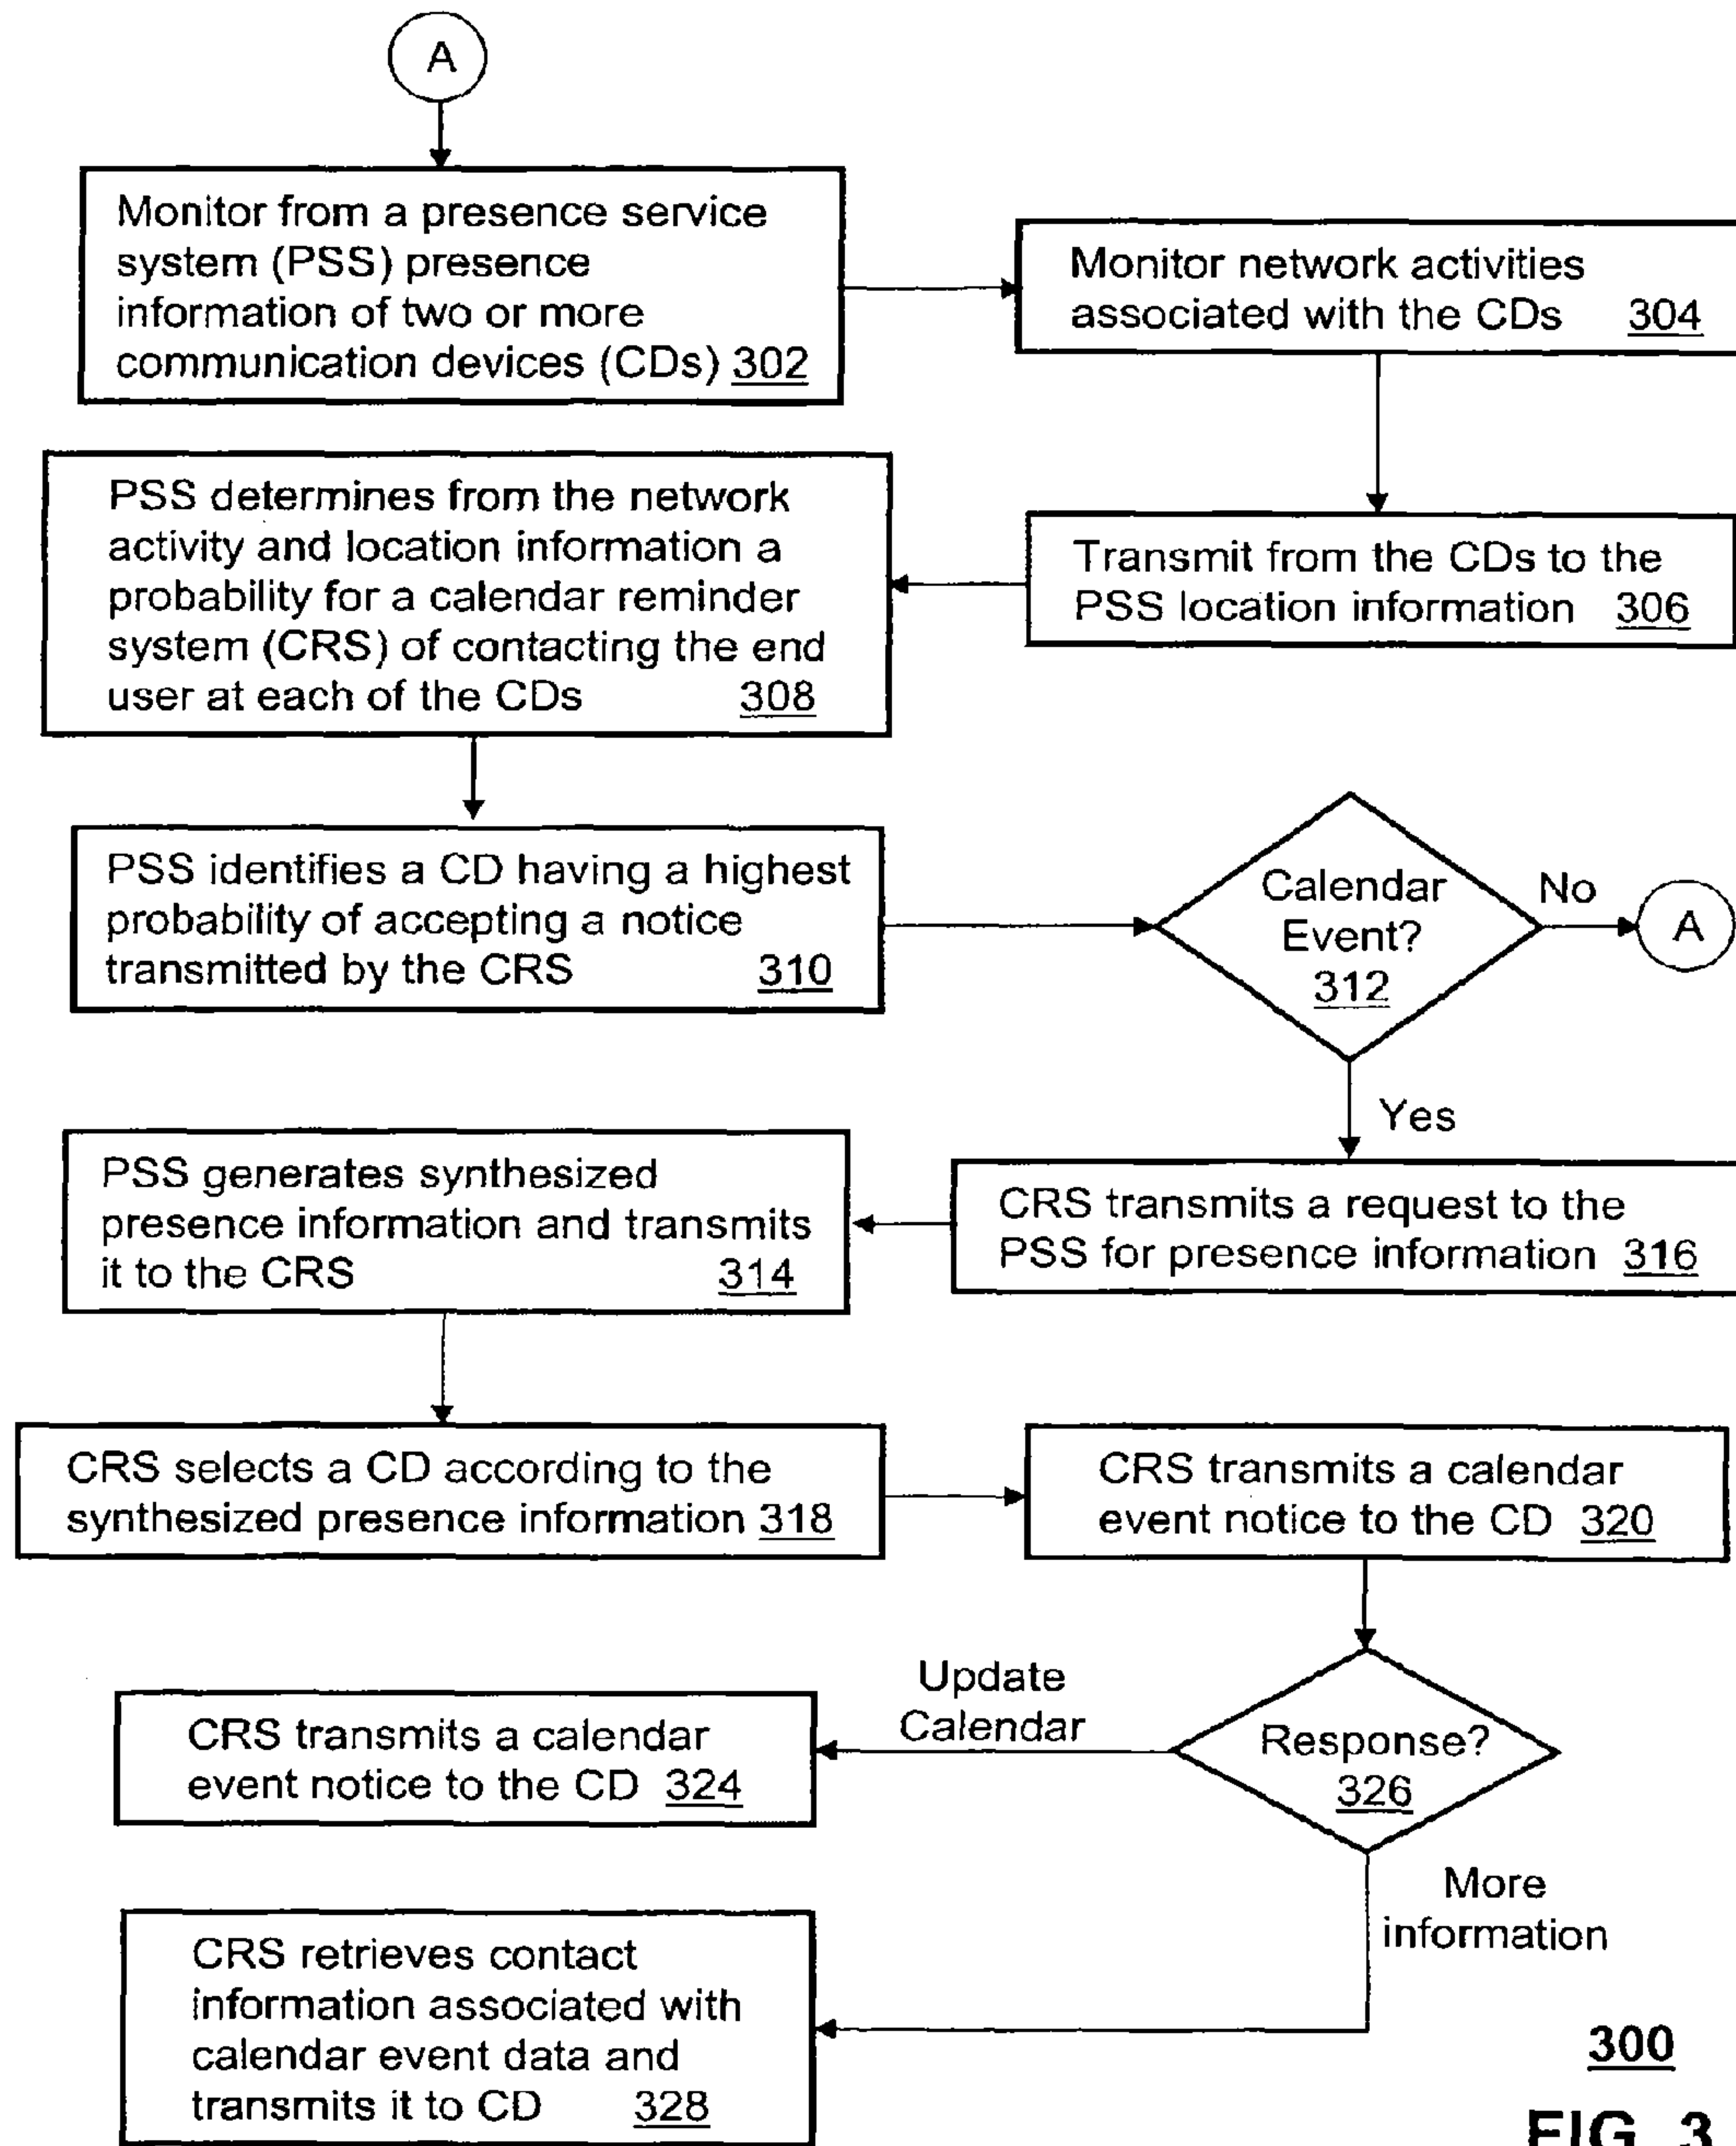 A
Monitor from a presence service
system (PSS) presence
information of two or more
communication devices (CDs) 302
Monitor network activities
associated with the CDs 304
Transmit from the CDs to the
PSS location information 306
PSS determines from the network
activity and location information a
probability for a calendar reminder
system (CRS) of contacting the end
user at each of the CDs 308
PSS identifies a CD having a highest
probability of accepting a notice
transmitted by the CRS 310
Calendar
Event?
312
No
A
Yes
CRS transmits a request to the
PSS for presence information 316
PSS generates synthesized
presence information and transmits
it to the CRS 314
CRS selects a CD according to the
synthesized presence information 318
CRS transmits a calendar
event notice to the CD 320
Response?
326
Update
Calendar
CRS transmits a calendar
event notice to the CD 324
More
information
CRS retrieves contact
information associated with
calendar event data and
transmits it to CD 328
300
FIG. 3